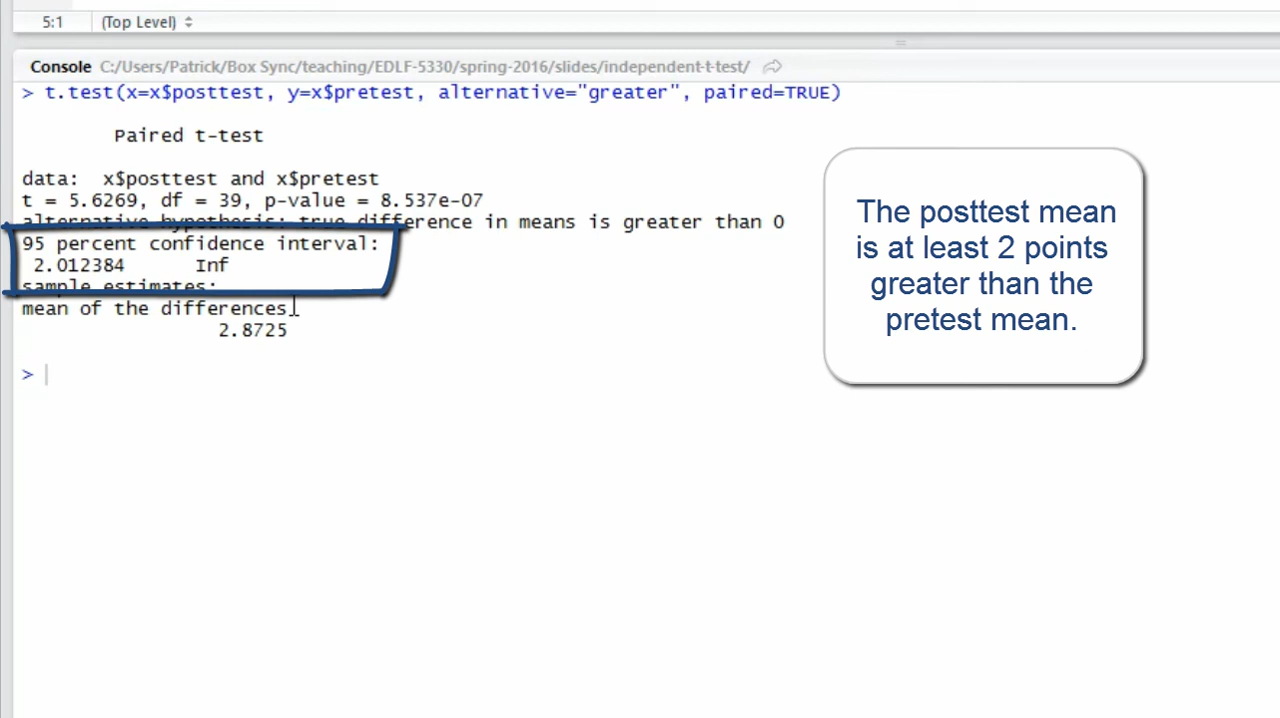 5:1 (Top Level)
Console C:/Users/Patrick/Box Sync/teaching/EDLF-5330/spring-2016/slides/independent-t-test/
> t.test(x=x$posttest, y=x$pretest, alternative="greater", paired=TRUE)
Paired t-test
data: x$posttest and x$pretest
t = 5.6269, df = 39, p-value = 8.537e-07
alternative hypothesis: true difference in means is greater than 0
95 percent confidence interval:
2.012384 Inf
sample estimates:
mean of the differences
2.8725
>
The posttest mean
is at least 2 points
greater than the
pretest mean.